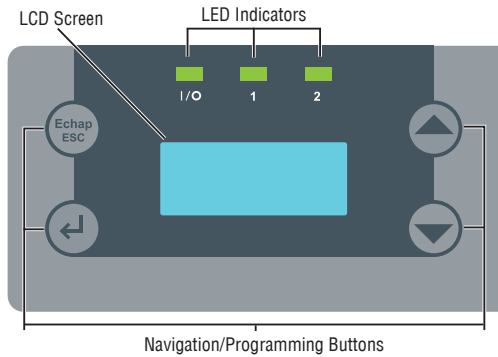 LCD Screen
LED Indicators
I/O
1
2
Echap
ESC
Navigation/Programming Buttons